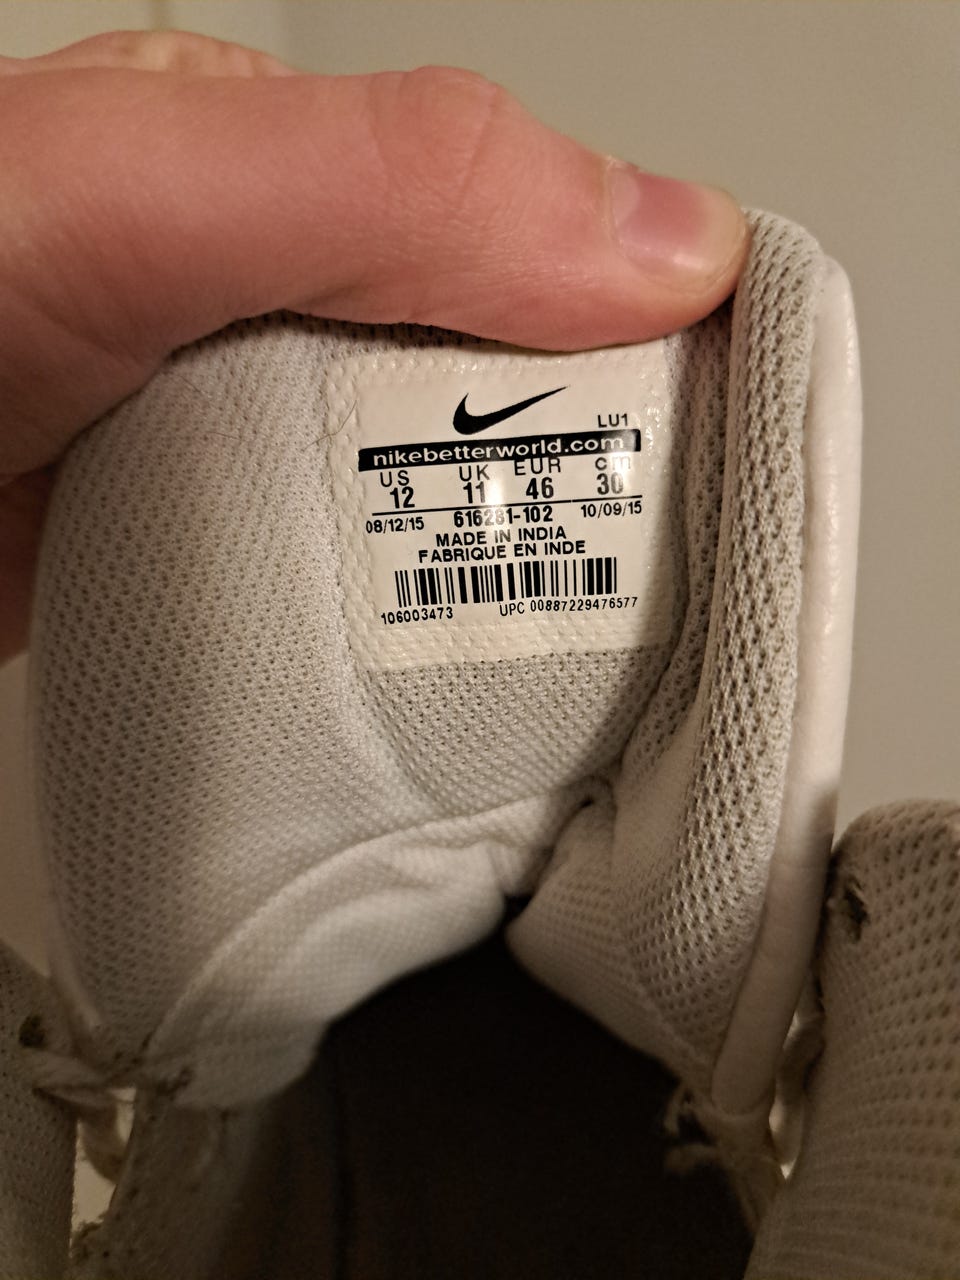 LU1
nikebetterworld.com
US UK EUR cm
12 11 46 30
08/12/15 616281-102 10/09/15
MADE IN INDIA
FABRIQUE EN INDE
106003473 UPC 00887229476577